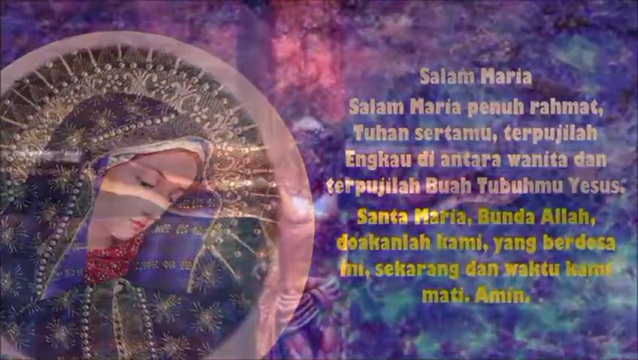 Salam Maria
Salam Maria penuh rahmat,
Tuhan sertamu, terpujilah
Engkau di antara wanita dan
terpujilah Buah Tubuhmu Yesus.
Santa Maria, Bunda Allah,
doakanlah kami, yang berdosa
ini, sekarang dan waktu kami
mati. Amin.